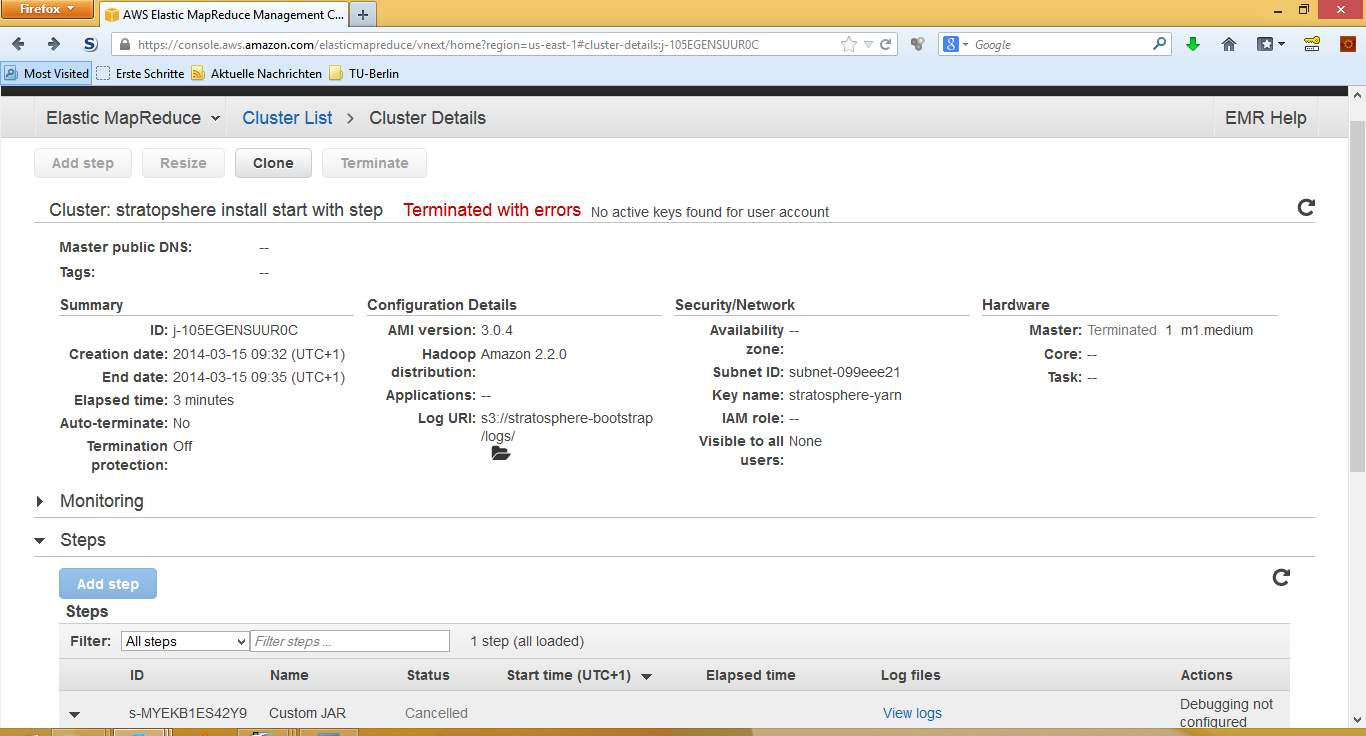 Firefox
AWS Elastic MapReduce Management C...
https://console.aws.amazon.com/elasticmapreduce/vnext/home?region=us-east-1#cluster-details:j-105EGENSUUR0C
Google
Most Visited
Erste Schritte
Aktuelle Nachrichten
TU-Berlin
Elastic MapReduce
Cluster List > Cluster Details
EMR Help
Add step
Resize
Clone
Terminate
Cluster: stratopshere install start with step
Terminated with errors
No active keys found for user account
Master public DNS: --
Tags: --
Summary
ID: j-105EGENSUUR0C
Creation date: 2014-03-15 09:32 (UTC+1)
End date: 2014-03-15 09:35 (UTC+1)
Elapsed time: 3 minutes
Auto-terminate: No
Termination Off
protection:
Configuration Details
AMI version: 3.0.4
Hadoop Amazon 2.2.0
distribution:
Applications: --
Log URI: s3://stratosphere-bootstrap
/logs/
Security/Network
Availability --
zone:
Subnet ID: subnet-099eee21
Key name: stratosphere-yarn
IAM role: --
Visible to all None
users:
Hardware
Master: Terminated 1 m1.medium
Core: --
Task: --
Monitoring
Steps
Add step
Steps
Filter: All steps Filter steps ... 1 step (all loaded)
ID Name Status Start time (UTC+1) Elapsed time Log files Actions
s-MYEKB1ES42Y9 Custom JAR Cancelled View logs Debugging not
configured